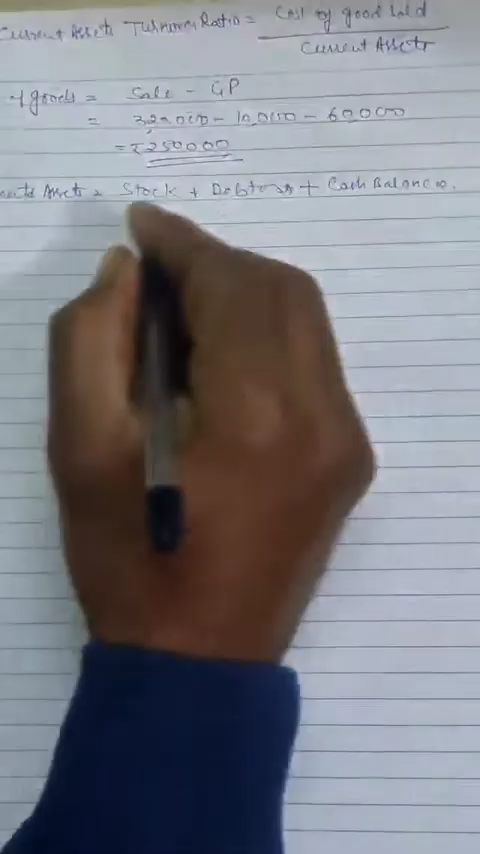 Current Assets Turnover Ratio = Cost of good sold
Current Assets
of goods = Sale - GP
= 3,20,000 - 10,000 - 60,000
= ₹250000
Assets = Stock + Debtors + Cash Balance.